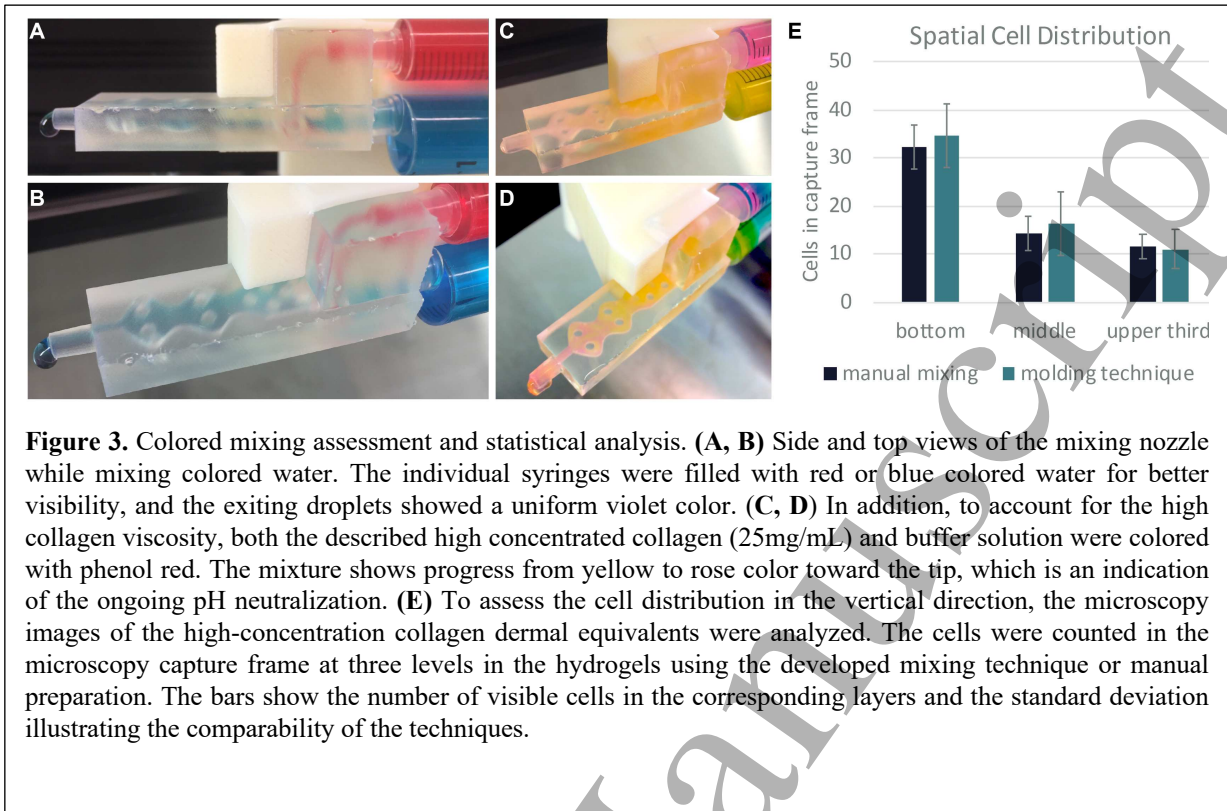 A
B
C
D
E
Spatial Cell Distribution
50
40
30
20
10
0
Cells in capture frame
bottom middle upper third
manual mixing molding technique
Figure 3. Colored mixing assessment and statistical analysis. (A, B) Side and top views of the mixing nozzle
while mixing colored water. The individual syringes were filled with red or blue colored water for better
visibility, and the exiting droplets showed a uniform violet color. (C, D) In addition, to account for the high
collagen viscosity, both the described high concentrated collagen (25mg/mL) and buffer solution were colored
with phenol red. The mixture shows progress from yellow to rose color toward the tip, which is an indication
of the ongoing pH neutralization. (E) To assess the cell distribution in the vertical direction, the microscopy
images of the high-concentration collagen dermal equivalents were analyzed. The cells were counted in the
microscopy capture frame at three levels in the hydrogels using the developed mixing technique or manual
preparation. The bars show the number of visible cells in the corresponding layers and the standard deviation
illustrating the comparability of the techniques.
anuscript